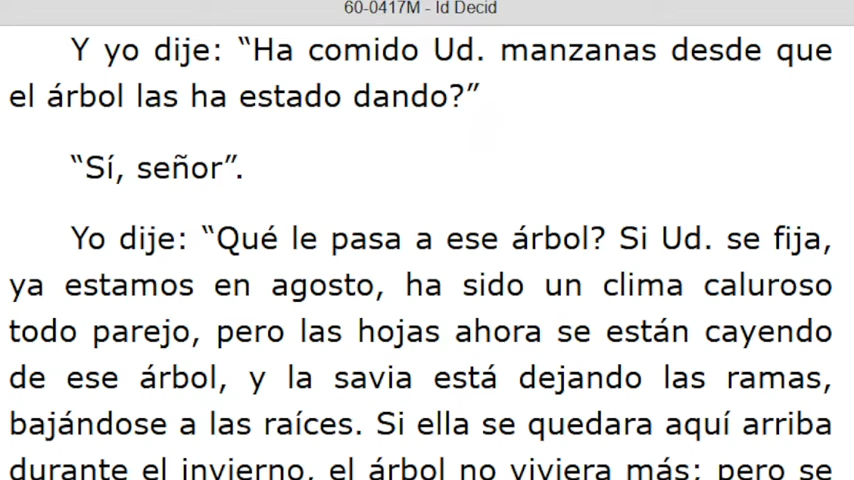 60-0417M - Id Decid
Y yo dije: “Ha comido Ud. manzanas desde que
el árbol las ha estado dando?”
“Sí, señor”.
Yo dije: “Qué le pasa a ese árbol? Si Ud. se fija,
ya estamos en agosto, ha sido un clima caluroso
todo parejo, pero las hojas ahora se están cayendo
de ese árbol, y la savia está dejando las ramas,
bajándose a las raíces. Si ella se quedara aquí arriba
durante el invierno, el árbol no viviera más; pero se